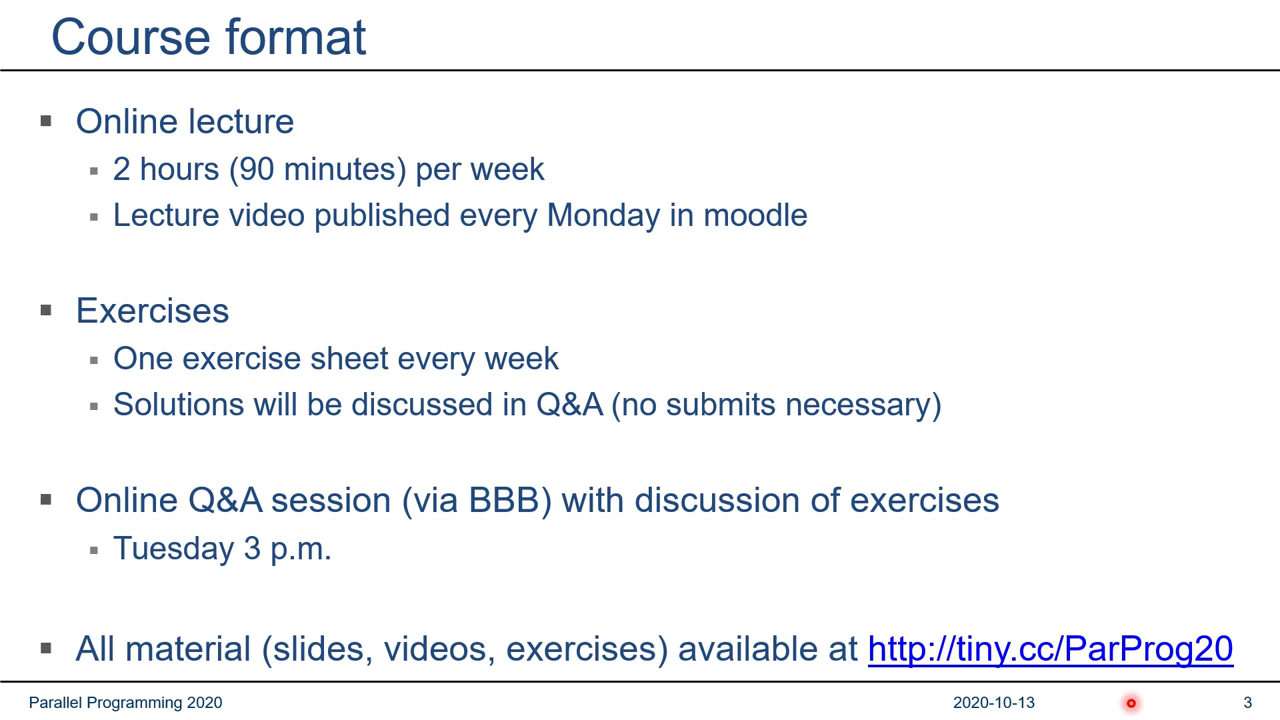 Course format
Online lecture
2 hours (90 minutes) per week
Lecture video published every Monday in moodle
Exercises
One exercise sheet every week
Solutions will be discussed in Q&A (no submits necessary)
Online Q&A session (via BBB) with discussion of exercises
Tuesday 3 p.m.
All material (slides, videos, exercises) available at http://tiny.cc/ParProg20
Parallel Programming 2020 2020-10-13 3